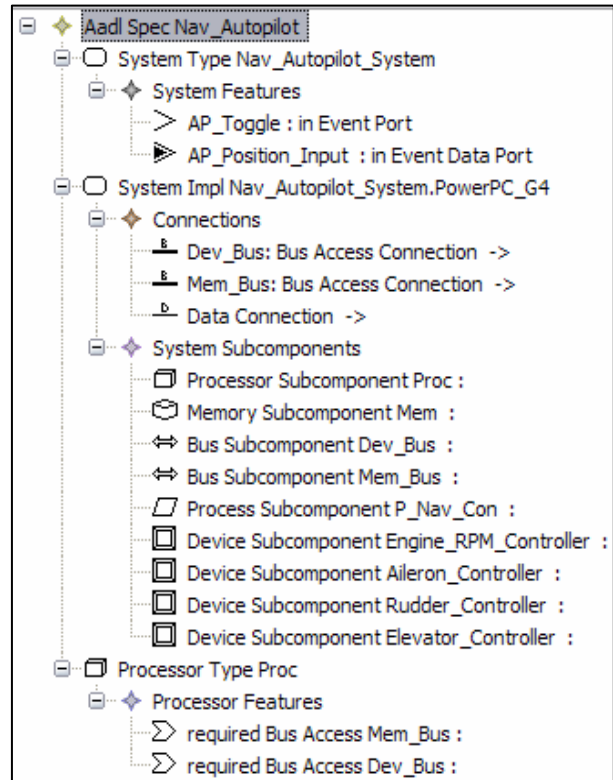 Aadl Spec Nav_Autopilot
System Type Nav_Autopilot_System
System Features
AP_Toggle : in Event Port
AP_Position_Input : in Event Data Port
System Impl Nav_Autopilot_System.PowerPC_G4
Connections
B Dev_Bus: Bus Access Connection ->
B Mem_Bus: Bus Access Connection ->
D Data Connection ->
System Subcomponents
Processor Subcomponent Proc :
Memory Subcomponent Mem :
Bus Subcomponent Dev_Bus :
Bus Subcomponent Mem_Bus :
Process Subcomponent P_Nav_Con :
Device Subcomponent Engine_RPM_Controller :
Device Subcomponent Aileron_Controller :
Device Subcomponent Rudder_Controller :
Device Subcomponent Elevator_Controller :
Processor Type Proc
Processor Features
required Bus Access Mem_Bus :
required Bus Access Dev_Bus :